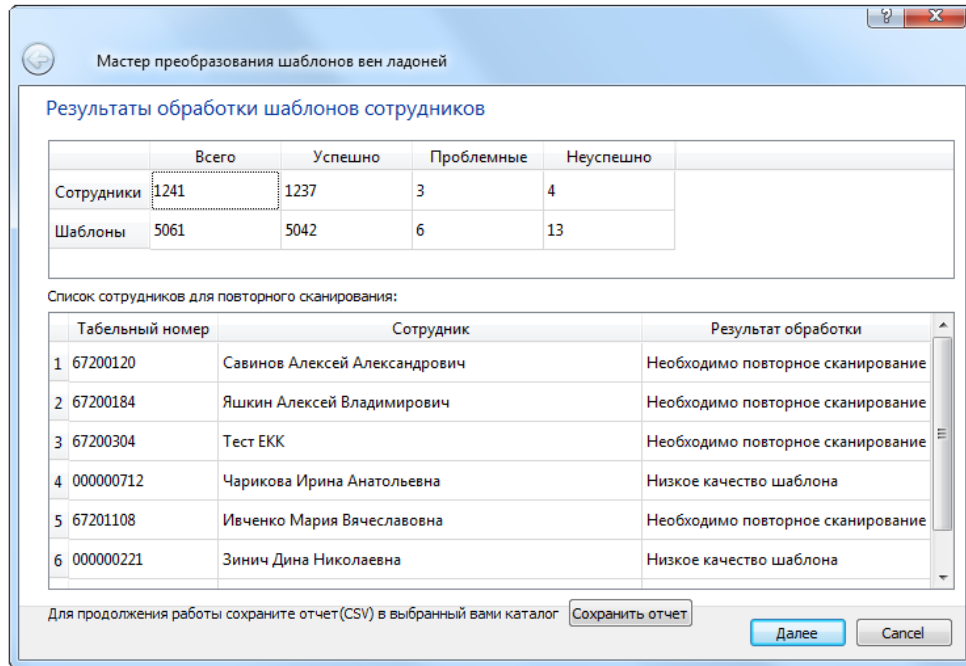 Мастер преобразования шаблонов вен ладоней
Результаты обработки шаблонов сотрудников
Всего Успешно Проблемные Неуспешно
Сотрудники 1241 1237 3 4
Шаблоны 5061 5042 6 13
Список сотрудников для повторного сканирования:
Табельный номер Сотрудник Результат обработки
1 67200120 Савинов Алексей Александрович Необходимо повторное сканирование
2 67200184 Яшкин Алексей Владимирович Необходимо повторное сканирование
3 67200304 Тест ЕКК Необходимо повторное сканирование
4 000000712 Чарикова Ирина Анатольевна Низкое качество шаблона
5 67201108 Ивченко Мария Вячеславовна Необходимо повторное сканирование
6 000000221 Зинич Дина Николаевна Низкое качество шаблона
Для продолжения работы сохраните отчет(CSV) в выбранный вами каталог Сохранить отчет
Далее Cancel